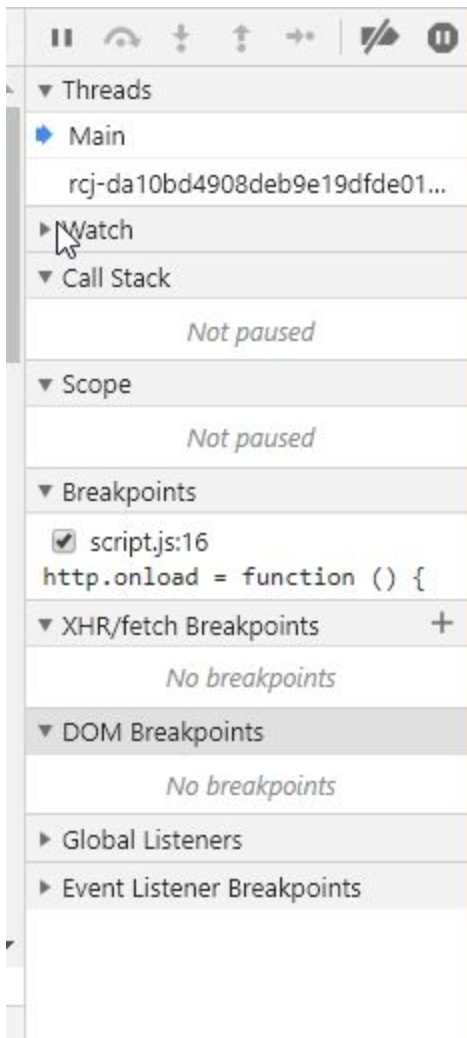 Threads
Main
rcj-da10bd4908deb9e19dfde01...
Watch
Call Stack
Not paused
Scope
Not paused
Breakpoints
script.js:16
http.onload = function () {
XHR/fetch Breakpoints
No breakpoints
DOM Breakpoints
No breakpoints
Global Listeners
Event Listener Breakpoints